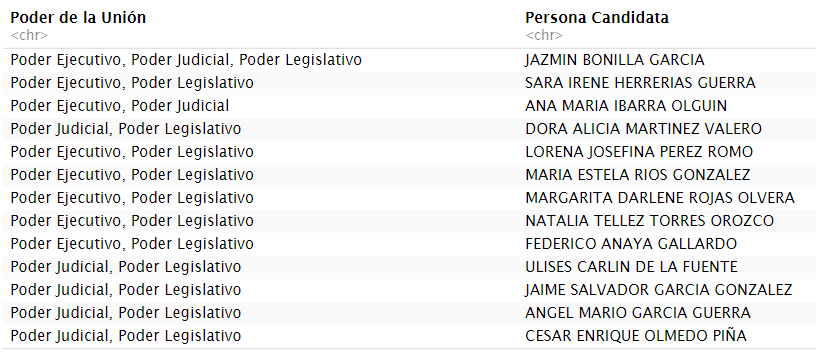 Poder de la Unión Persona Candidata
<chr> <chr>
Poder Ejecutivo, Poder Judicial, Poder Legislativo JAZMIN BONILLA GARCIA
Poder Ejecutivo, Poder Legislativo SARA IRENE HERRERIAS GUERRA
Poder Ejecutivo, Poder Judicial ANA MARIA IBARRA OLGUIN
Poder Judicial, Poder Legislativo DORA ALICIA MARTINEZ VALERO
Poder Ejecutivo, Poder Legislativo LORENA JOSEFINA PEREZ ROMO
Poder Ejecutivo, Poder Legislativo MARIA ESTELA RIOS GONZALEZ
Poder Ejecutivo, Poder Legislativo MARGARITA DARLENE ROJAS OLVERA
Poder Ejecutivo, Poder Legislativo NATALIA TELLEZ TORRES OROZCO
Poder Ejecutivo, Poder Legislativo FEDERICO ANAYA GALLARDO
Poder Judicial, Poder Legislativo ULISES CARLIN DE LA FUENTE
Poder Judicial, Poder Legislativo JAIME SALVADOR GARCIA GONZALEZ
Poder Judicial, Poder Legislativo ANGEL MARIO GARCIA GUERRA
Poder Judicial, Poder Legislativo CESAR ENRIQUE OLMEDO PIÑA